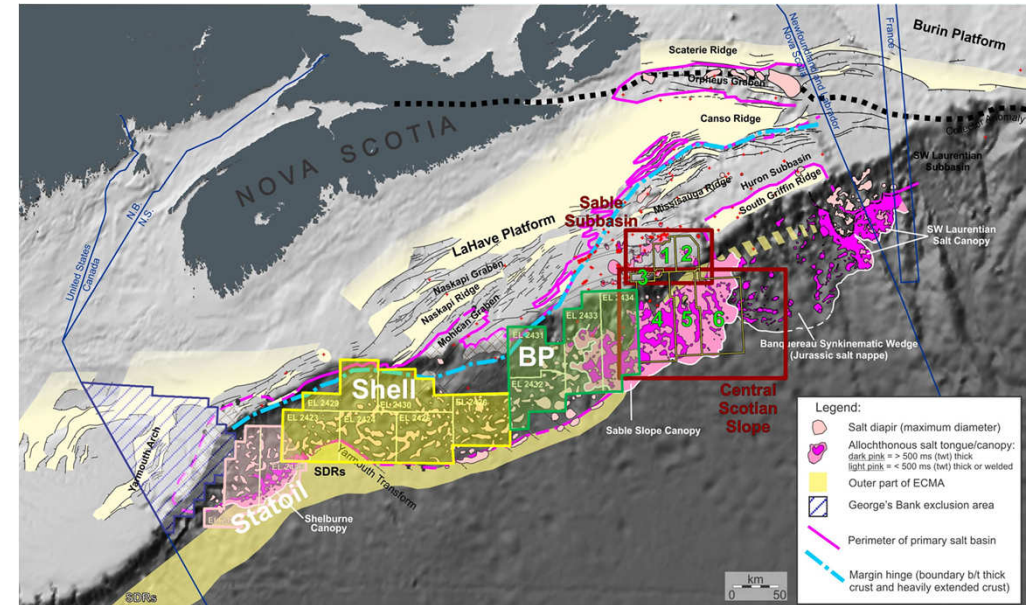 Newfoundland and Labrador
Nova Scotia
France
Burin Platform
Scaterie Ridge
Orpheus Graben
Canso Ridge
NOVA SCOTIA
SW Laurentian
Subbasin
Huron Subbasin
Missisauga Ridge
South Griffin Ridge
Sable
Subbasin
LaHave Platform
N.B.
N.S.
United States
Canada
Naskapi Graben
Naskapi Ridge
Mohican Graben
SW Laurentian
Salt Canopy
1
2
3
4
5
6
EL 2434
EL 2433
EL 2431
EL 2432
BP
Banquereau Synkinematic Wedge
(Jurassic salt nappe)
Shell
EL 2429
EL 2430
Central
Scotian
Slope
Sable Slope Canopy
Yarmouth Arch
SDRs
Yarmouth Transform
Statoil
Shelburne
Canopy
SDRs
km
0
50
Legend:
Salt diapir (maximum diameter)
Allochthonous salt tongue/canopy:
dark pink = > 500 ms (twt) thick
light pink = < 500 ms (twt) thick or welded
Outer part of ECMA
George's Bank exclusion area
Perimeter of primary salt basin
Margin hinge (boundary b/t thick
crust and heavily extended crust)